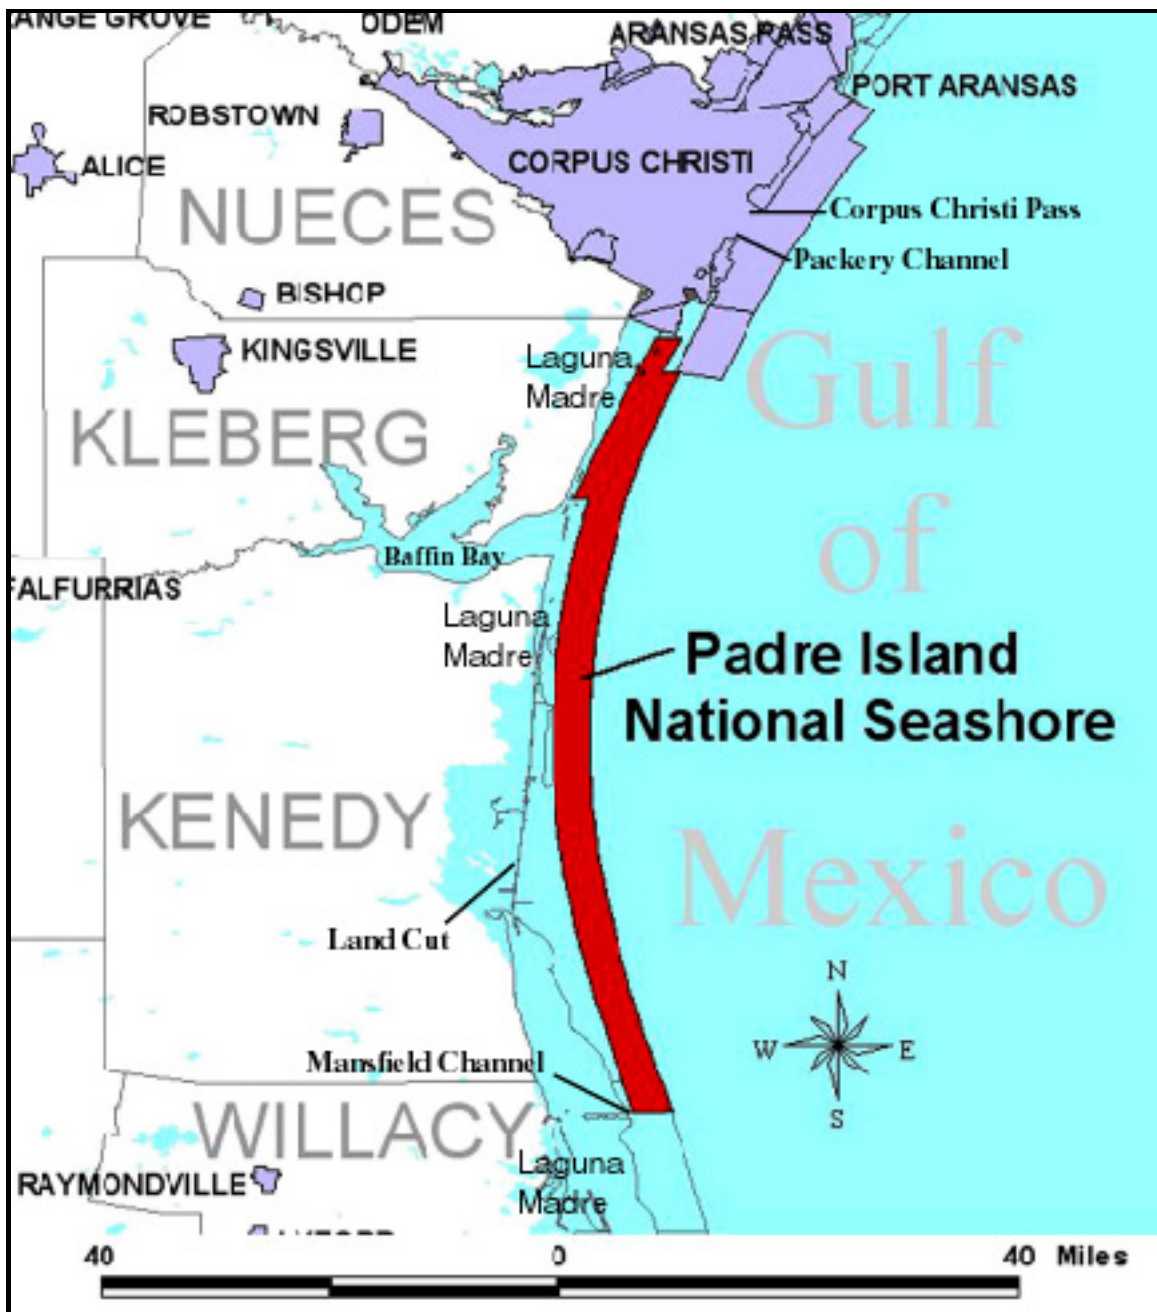 ANGE GROVE
ODEM
ARANSAS PASS
PORT ARANSAS
ROBSTOWN
ALICE
CORPUS CHRISTI
NUECES
Corpus Christi Pass
Packery Channel
BISHOP
KINGSVILLE
Laguna
Madre
Gulf
KLEBERG
of
Baffin Bay
FALFURRIAS
Laguna
Madre
Padre Island
National Seashore
KENEDY
Mexico
Land Cut
N
W
E
S
Mansfield Channel
WILLACY
Laguna
Madre
RAYMONDVILLE
40 0 40 Miles